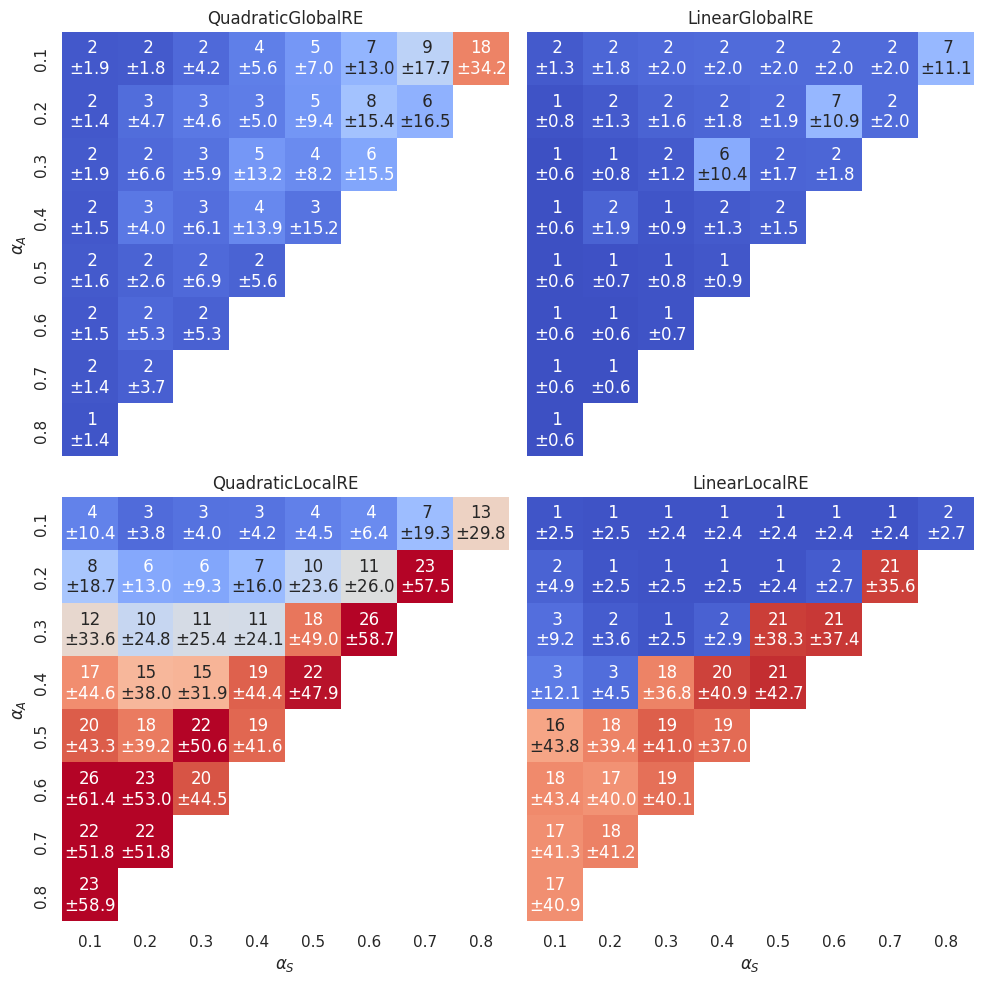 QuadraticGlobalRE
0.1 2 2 2 4 5 7 9 18
±1.9 ±1.8 ±4.2 ±5.6 ±7.0 ±13.0 ±17.7 ±34.2
0.2 2 3 3 3 5 8 6
±1.4 ±4.7 ±4.6 ±5.0 ±9.4 ±15.4 ±16.5
0.3 2 2 3 5 4 6
±1.9 ±6.6 ±5.9 ±13.2 ±8.2 ±15.5
0.4 2 3 3 4 3
±1.5 ±4.0 ±6.1 ±13.9 ±15.2
α_A
0.5 2 2 2 2
±1.6 ±2.6 ±6.9 ±5.6
0.6 2 2 2
±1.5 ±5.3 ±5.3
0.7 2 2
±1.4 ±3.7
0.8 1
±1.4
LinearGlobalRE
2 2 2 2 2 2 2 7
±1.3 ±1.8 ±2.0 ±2.0 ±2.0 ±2.0 ±2.0 ±11.1
1 2 2 2 2 7 2
±0.8 ±1.3 ±1.6 ±1.8 ±1.9 ±10.9 ±2.0
1 1 2 6 2 2
±0.6 ±0.8 ±1.2 ±10.4 ±1.7 ±1.8
1 2 1 2 2
±0.6 ±1.9 ±0.9 ±1.3 ±1.5
1 1 1 1
±0.6 ±0.7 ±0.8 ±0.9
1 1 1
±0.6 ±0.6 ±0.7
1 1
±0.6 ±0.6
1
±0.6
QuadraticLocalRE
0.1 4 3 3 3 4 4 7 13
±10.4 ±3.8 ±4.0 ±4.2 ±4.5 ±6.4 ±19.3 ±29.8
0.2 8 6 6 7 10 11 23
±18.7 ±13.0 ±9.3 ±16.0 ±23.6 ±26.0 ±57.5
0.3 12 10 11 11 18 26
±33.6 ±24.8 ±25.4 ±24.1 ±49.0 ±58.7
0.4 17 15 15 19 22
±44.6 ±38.0 ±31.9 ±44.4 ±47.9
α_A
0.5 20 18 22 19
±43.3 ±39.2 ±50.6 ±41.6
0.6 26 23 20
±61.4 ±53.0 ±44.5
0.7 22 22
±51.8 ±51.8
0.8 23
±58.9
0.1 0.2 0.3 0.4 0.5 0.6 0.7 0.8
α_S
LinearLocalRE
1 1 1 1 1 1 1 2
±2.5 ±2.5 ±2.4 ±2.4 ±2.4 ±2.4 ±2.4 ±2.7
2 1 1 1 1 2 21
±4.9 ±2.5 ±2.5 ±2.5 ±2.4 ±2.7 ±35.6
3 2 1 2 21 21
±9.2 ±3.6 ±2.5 ±2.9 ±38.3 ±37.4
3 3 18 20 21
±12.1 ±4.5 ±36.8 ±40.9 ±42.7
16 18 19 19
±43.8 ±39.4 ±41.0 ±37.0
18 17 19
±43.4 ±40.0 ±40.1
17 18
±41.3 ±41.2
17
±40.9
0.1 0.2 0.3 0.4 0.5 0.6 0.7 0.8
α_S